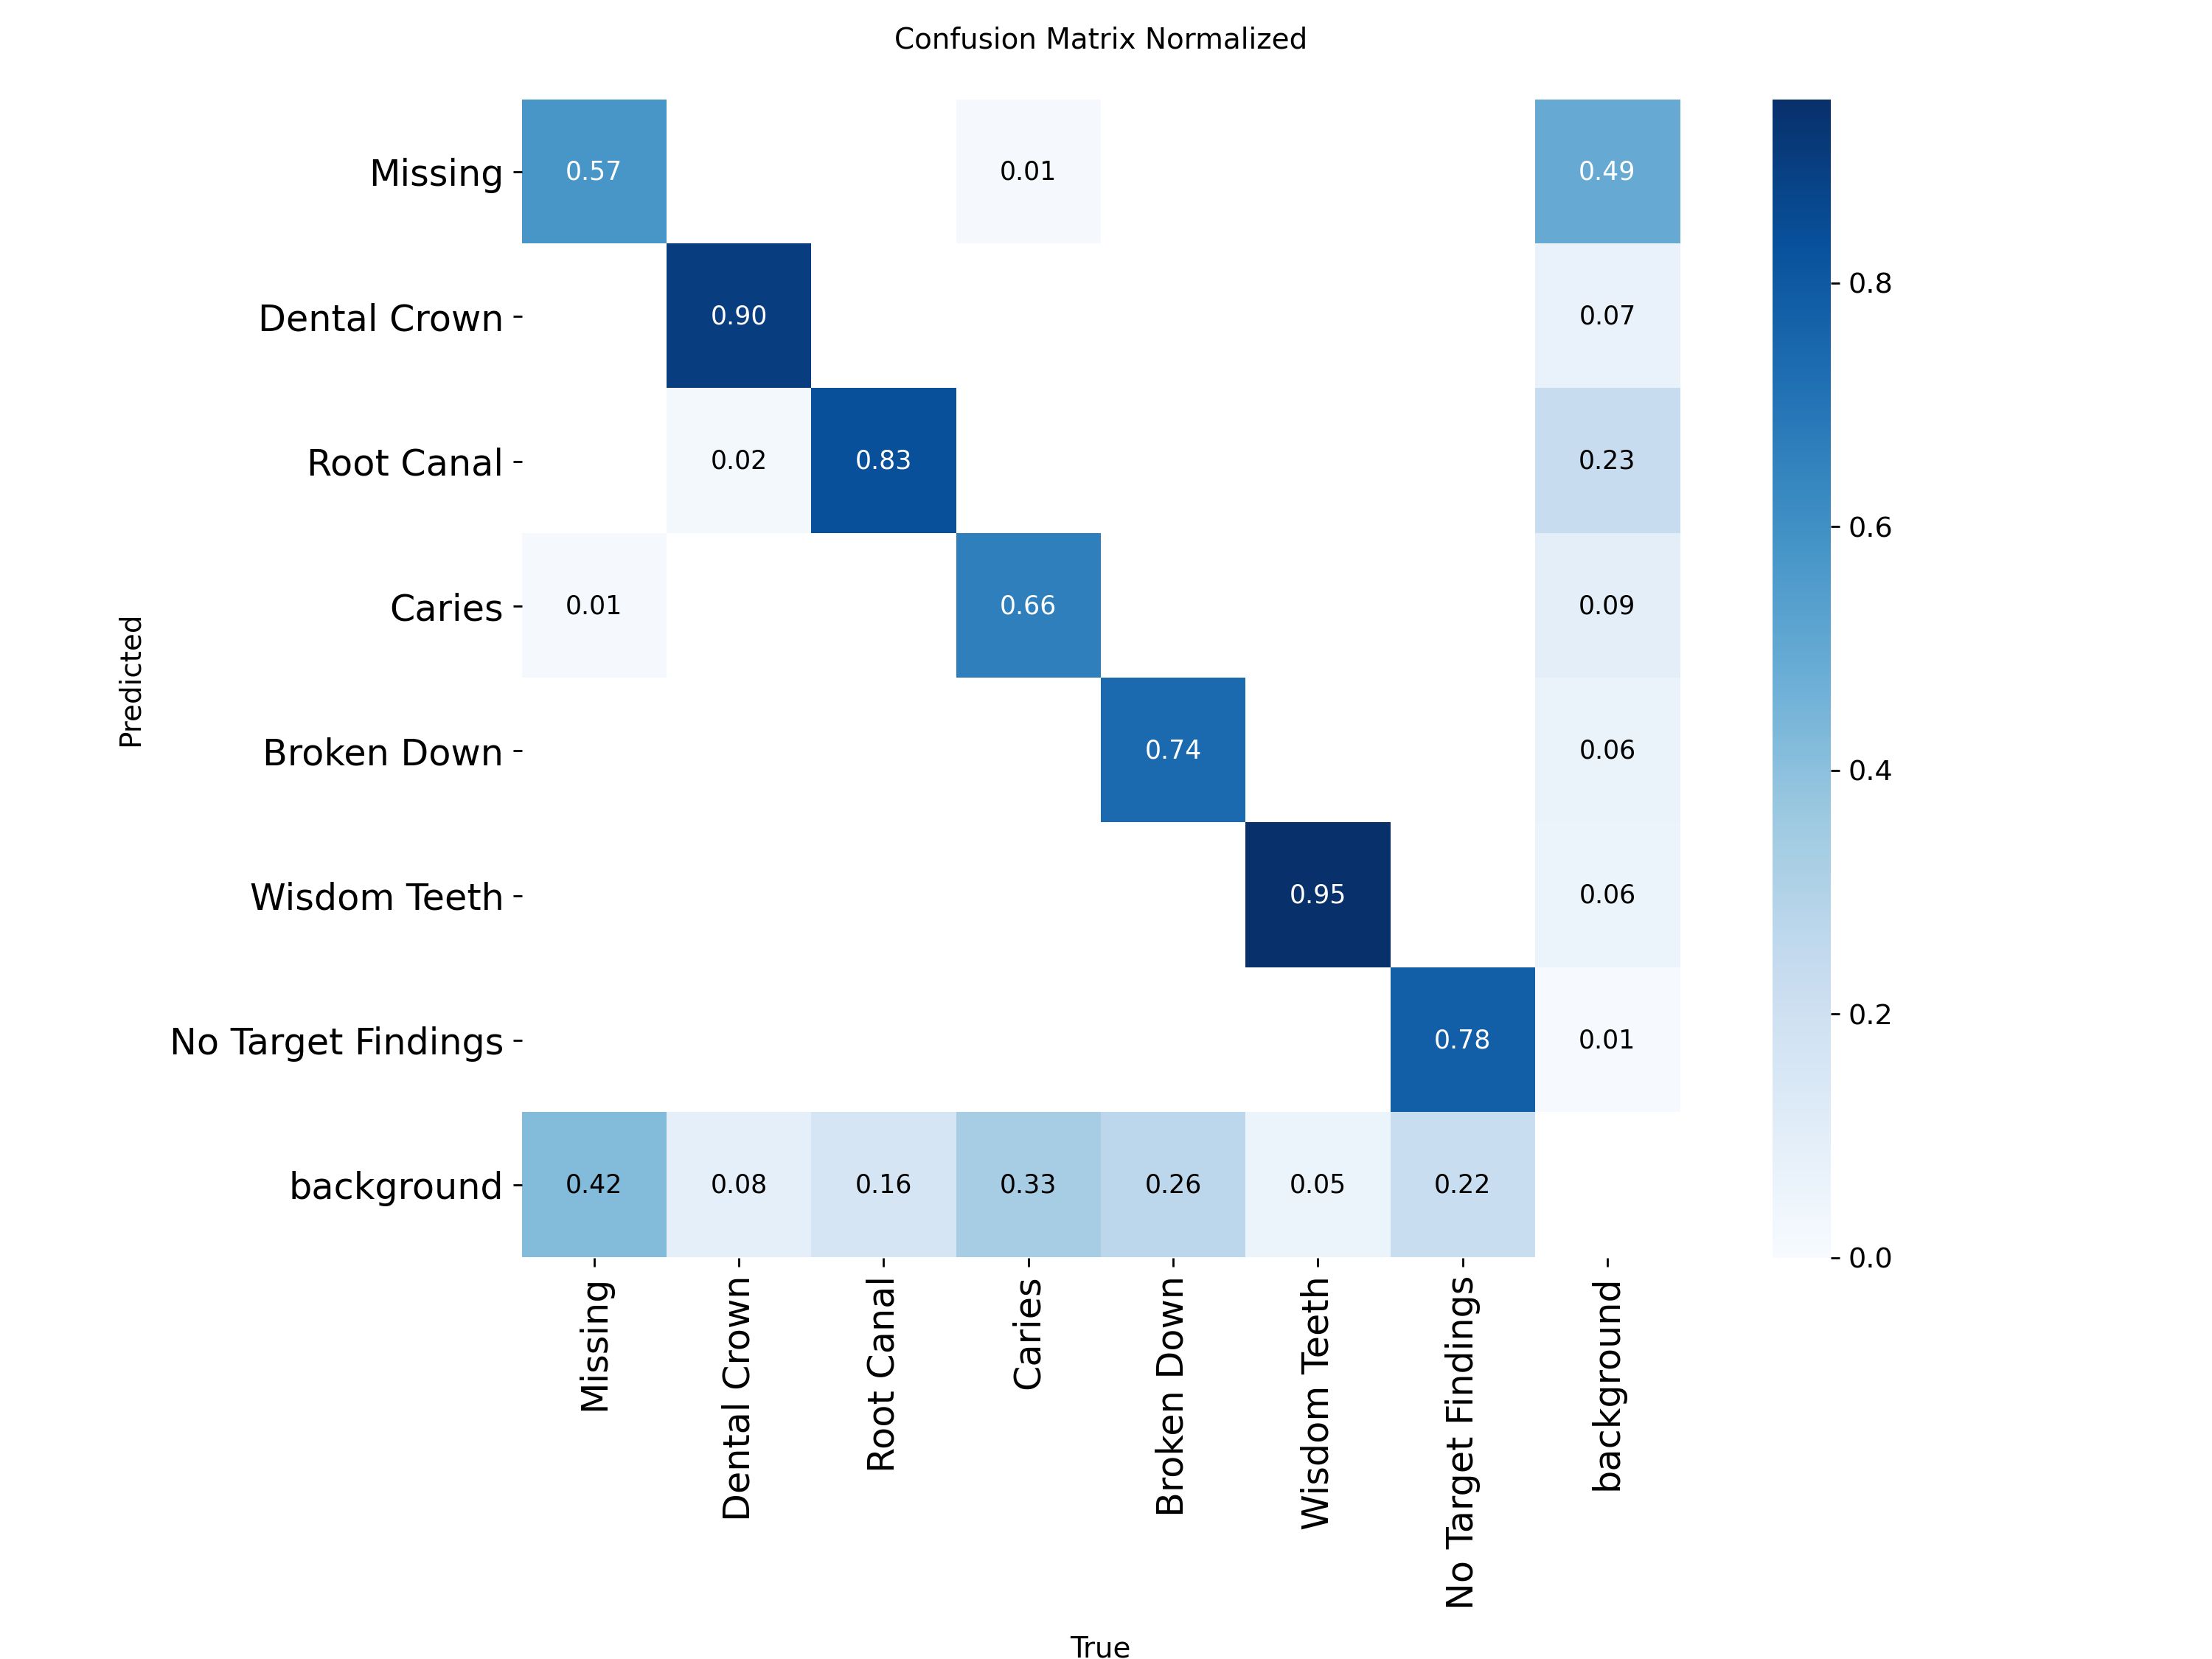 Confusion Matrix Normalized
Missing 0.57 0.01 0.49
Dental Crown 0.90 0.07
0.8
Root Canal 0.02 0.83 0.23
0.6
Caries 0.01 0.66 0.09
Predicted
Broken Down 0.74 0.06
0.4
Wisdom Teeth 0.95 0.06
0.2
No Target Findings 0.78 0.01
background 0.42 0.08 0.16 0.33 0.26 0.05 0.22
0.0
Missing
Dental Crown
Root Canal
Caries
Broken Down
Wisdom Teeth
No Target Findings
background
True